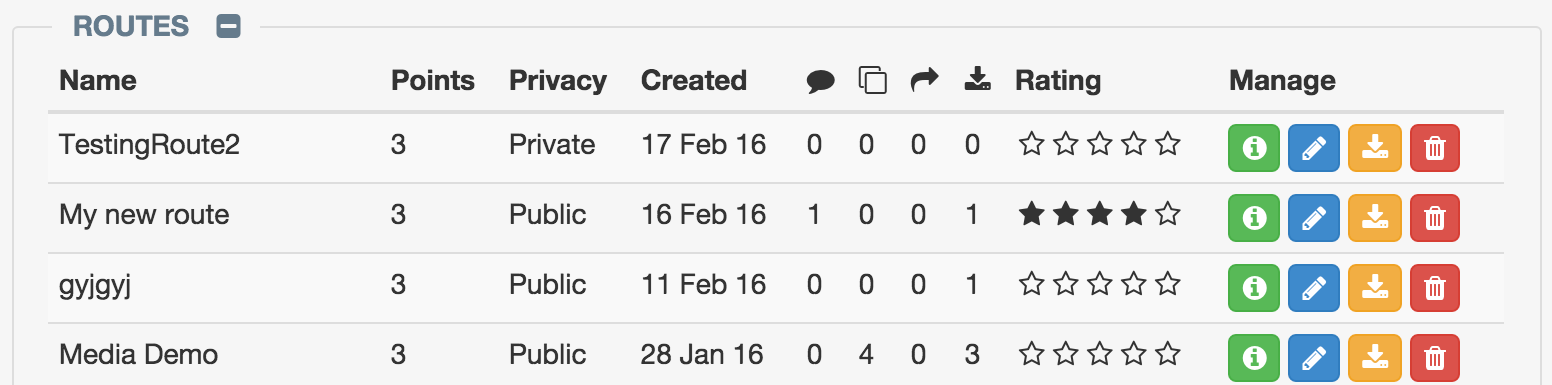 ROUTES
Name Points Privacy Created Rating Manage
TestingRoute2 3 Private 17 Feb 16 0 0 0 0
My new route 3 Public 16 Feb 16 1 0 0 1
gyjgyj 3 Public 11 Feb 16 0 0 0 1
Media Demo 3 Public 28 Jan 16 0 4 0 3